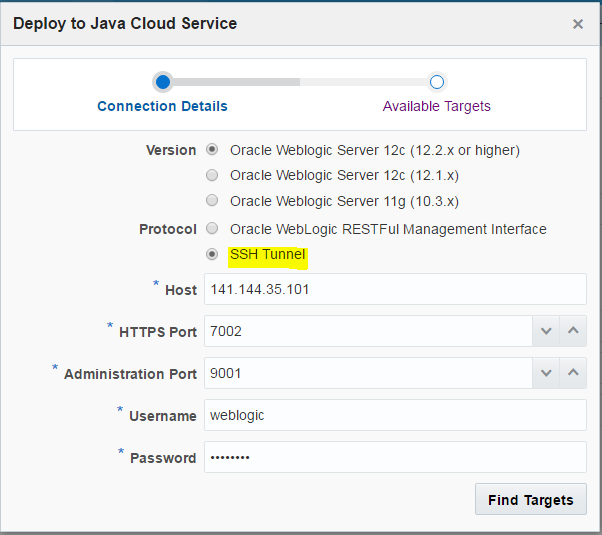 Deploy to Java Cloud Service ×
Connection Details Available Targets
Version Oracle Weblogic Server 12c (12.2.x or higher)
Oracle Weblogic Server 12c (12.1.x)
Oracle Weblogic Server 11g (10.3.x)
Protocol Oracle WebLogic RESTFul Management Interface
SSH Tunnel
* Host 141.144.35.101
* HTTPS Port 7002
* Administration Port 9001
* Username weblogic
* Password ••••••••
Find Targets